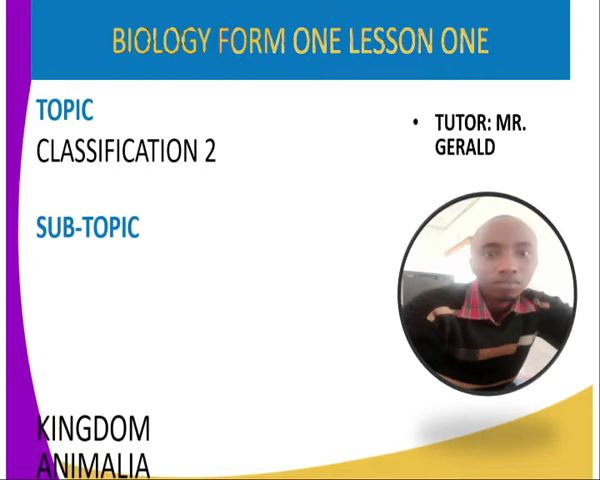 BIOLOGY FORM ONE LESSON ONE
TOPIC
CLASSIFICATION 2
SUB-TOPIC
KINGDOM
ANIMALIA
• TUTOR: MR.
GERALD